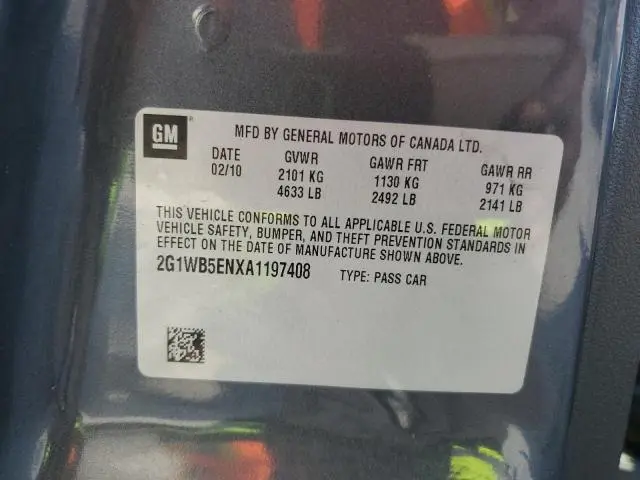 GM ® MFD BY GENERAL MOTORS OF CANADA LTD.
DATE GVWR GAWR FRT GAWR RR
02/10 2101 KG 1130 KG 971 KG
4633 LB 2492 LB 2141 LB
THIS VEHICLE CONFORMS TO ALL APPLICABLE U.S. FEDERAL MOTOR
VEHICLE SAFETY, BUMPER, AND THEFT PREVENTION STANDARDS IN
EFFECT ON THE DATE OF MANUFACTURE SHOWN ABOVE.
2G1WB5ENXA1197408 TYPE: PASS CAR